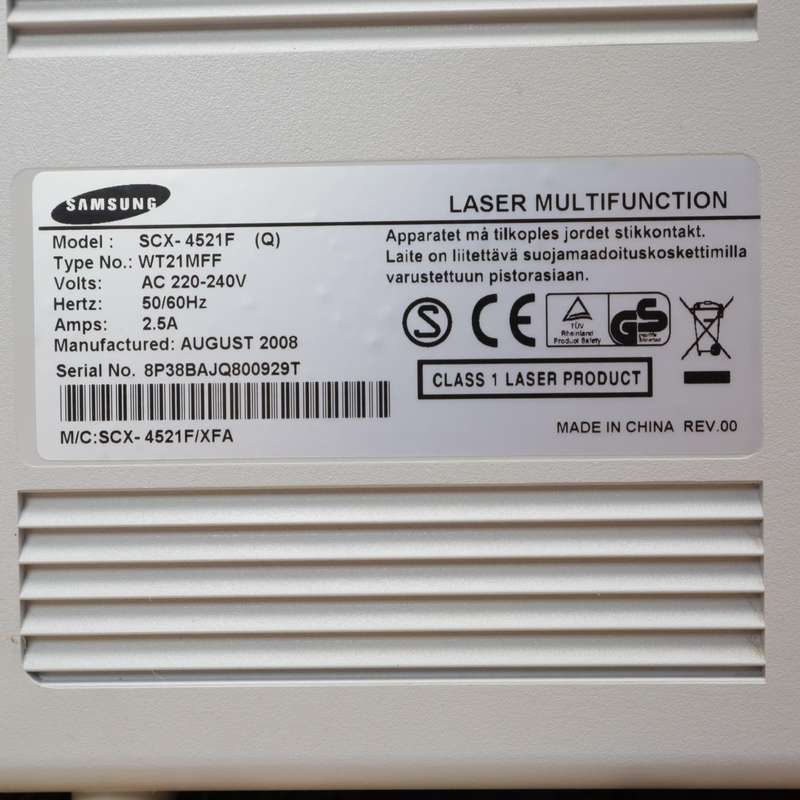 SAMSUNG
LASER MULTIFUNCTION
Model : SCX- 4521F (Q)
Type No.: WT21MFF
Volts: AC 220-240V
Hertz: 50/60Hz
Amps: 2.5A
Manufactured: AUGUST 2008
Serial No. 8P38BAJQ800929T
M/C:SCX- 4521F/XFA
Apparatet må tilkoples jordet stikkontakt.
Laite on liitettävä suojamaadoituskoskettimilla
varustettuun pistorasiaan.
S
CE
TÜV
Rheinland
Product Safety
GS
CLASS 1 LASER PRODUCT
MADE IN CHINA REV.00